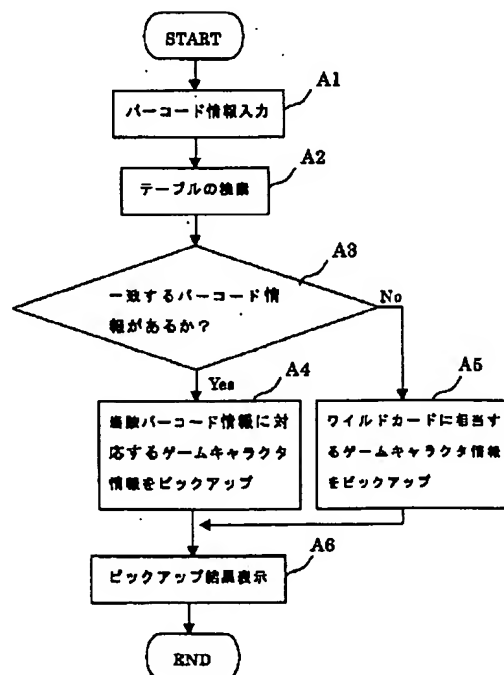 START
A1
バーコード情報入力
A2
テーブルの検索
A3
一致するバーコード情
報があるか？
No
Yes
A4
A5
当該バーコード情報に対
応するゲームキャラクタ
情報をピックアップ
ワイルドカードに相当す
るゲームキャラクタ情報
をピックアップ
A6
ピックアップ結果表示
END